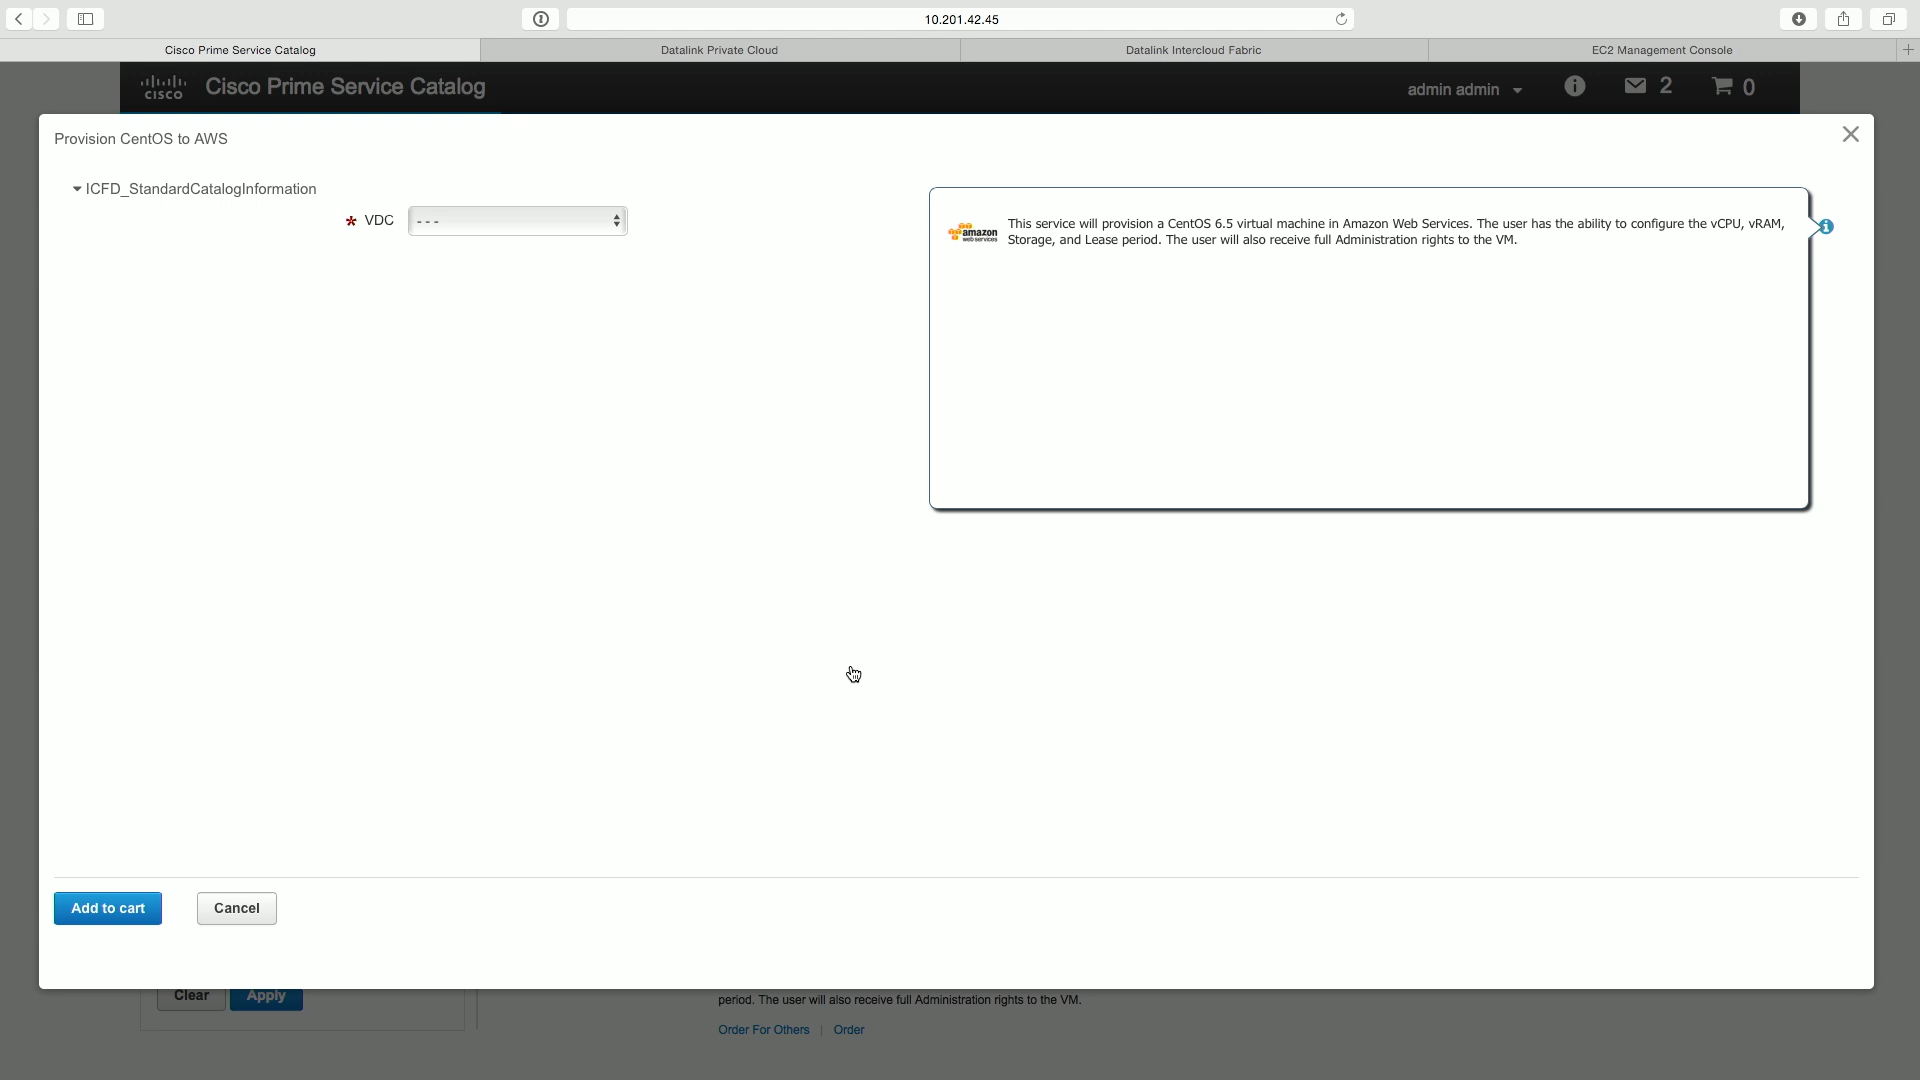 10.201.42.45
Cisco Prime Service Catalog
Datalink Private Cloud
Datalink Intercloud Fabric
EC2 Management Console
CISCO
Cisco Prime Service Catalog
admin admin
2
0
Provision CentOS to AWS
ICFD_StandardCatalogInformation
* VDC
---
amazon
web services
This service will provision a CentOS 6.5 virtual machine in Amazon Web Services. The user has the ability to configure the vCPU, vRAM,
Storage, and Lease period. The user will also receive full Administration rights to the VM.
Add to cart
Cancel
Clear
Apply
period. The user will also receive full Administration rights to the VM.
Order For Others | Order